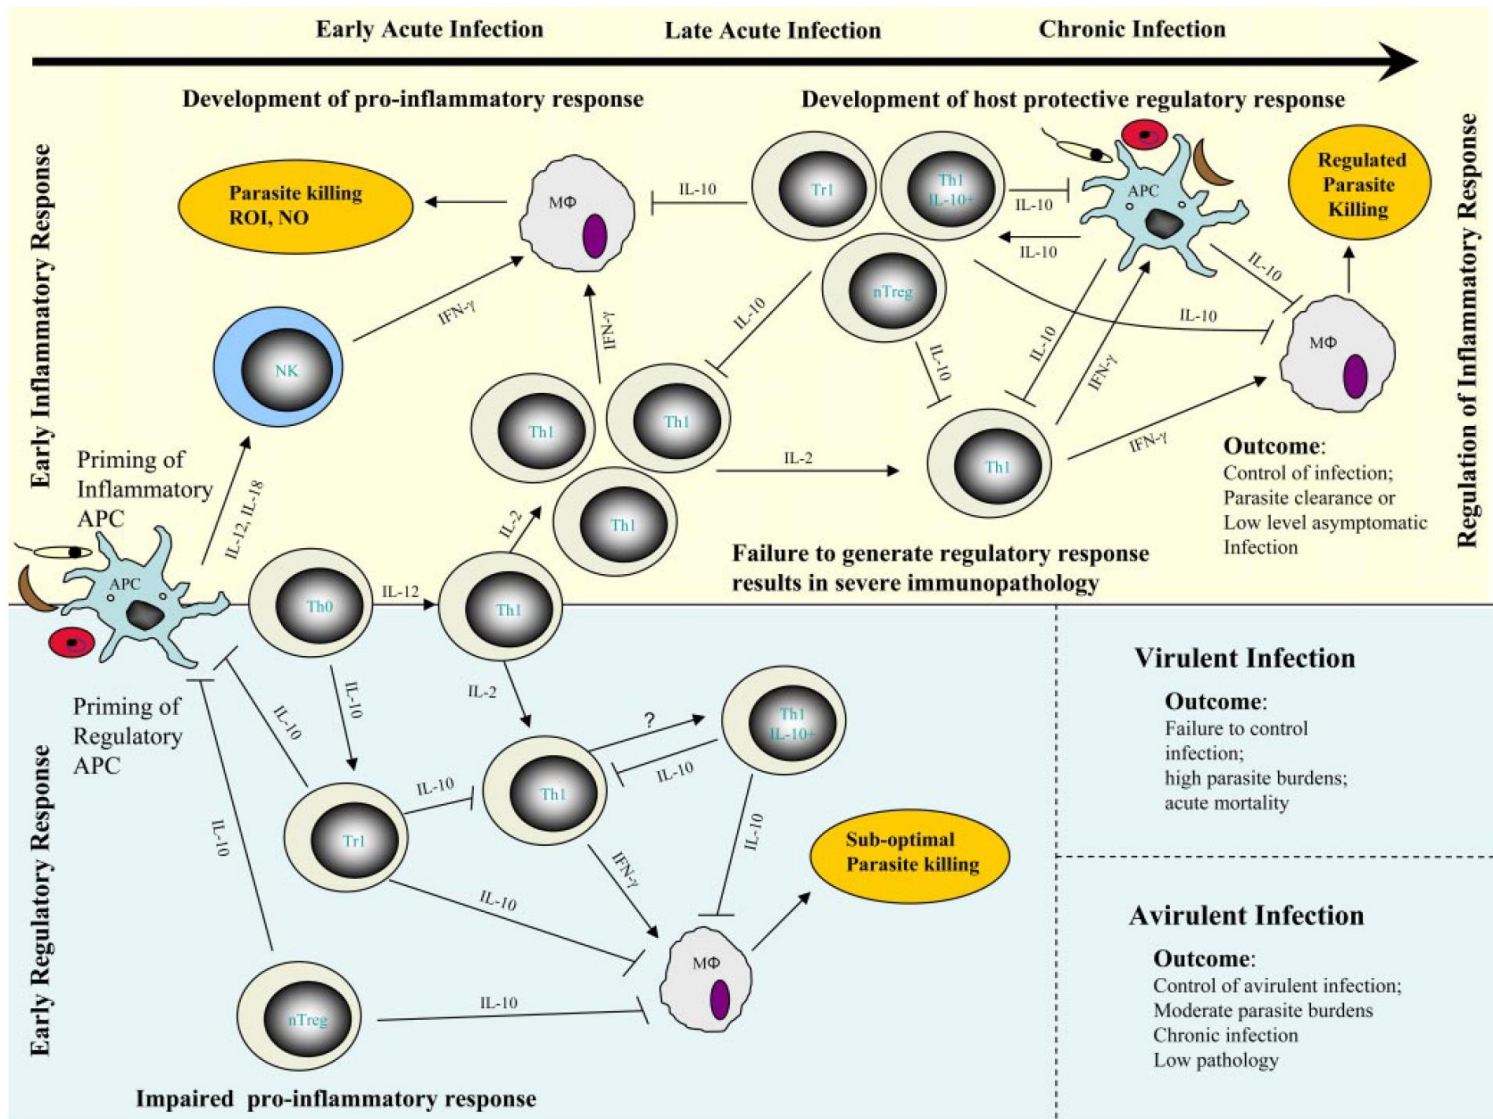 Early Acute Infection
Late Acute Infection
Chronic Infection
Development of pro-inflammatory response
Development of host protective regulatory response
Early Inflammatory Response
Regulation of Inflammatory Response
Parasite killing
ROI, NO
MΦ
IL-10
Tr1
Th1
IL-10+
IL-10
APC
Regulated
Parasite
Killing
IL-10
nTreg
IL-10
IL-10
MΦ
NK
IFN-γ
IFN-γ
IL-10
IL-10
IL-10
IFN-γ
Th1
Th1
Th1
IL-2
Th1
IFN-γ
Priming of
Inflammatory
APC
IL-12, IL-18
IL-2
Outcome:
Control of infection;
Parasite clearance or
Low level asymptomatic
Infection
Failure to generate regulatory response
results in severe immunopathology
APC
Th0
IL-12
Th1
Early Regulatory Response
Priming of
Regulatory
APC
IL-10
IL-10
IL-2
?
Th1
IL-10+
IL-10
IL-10
Tr1
IL-10
Th1
IL-10
IFN-γ
IL-10
Sub-optimal
Parasite killing
MΦ
nTreg
IL-10
Impaired pro-inflammatory response
Virulent Infection
Outcome:
Failure to control
infection;
high parasite burdens;
acute mortality
Avirulent Infection
Outcome:
Control of avirulent infection;
Moderate parasite burdens
Chronic infection
Low pathology